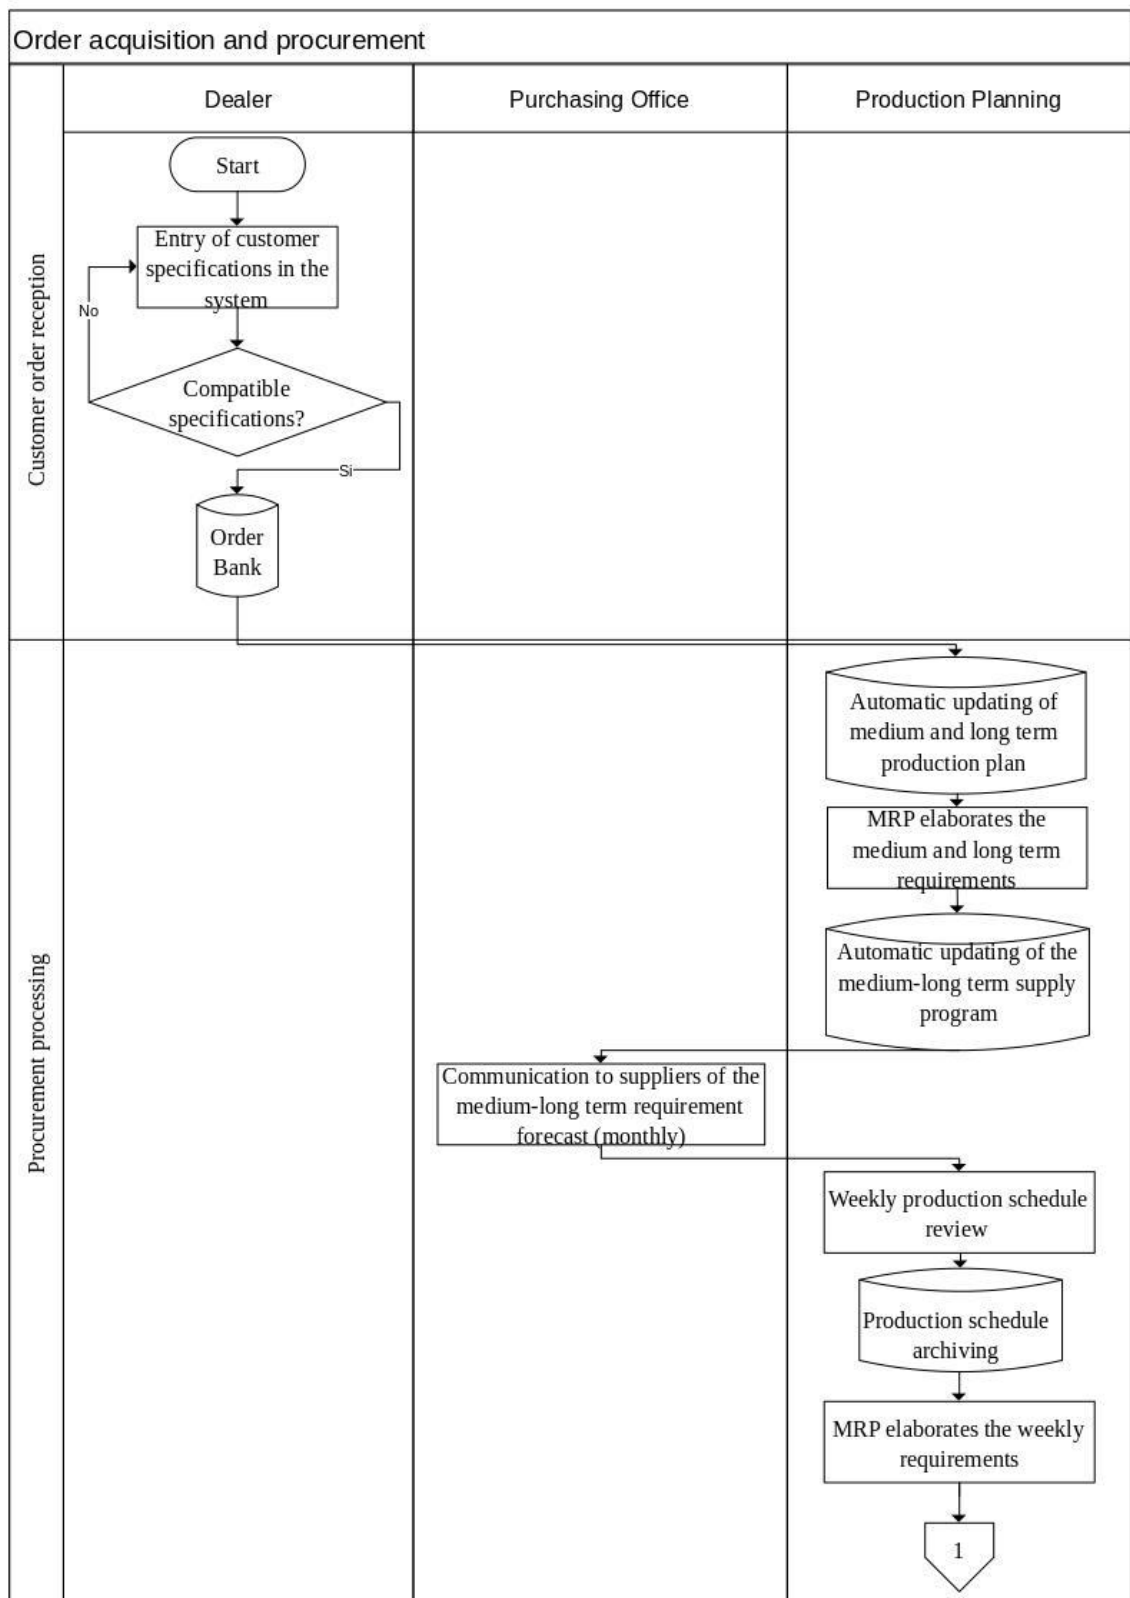 Order acquisition and procurement
Dealer
Purchasing Office
Production Planning
Customer order reception
Start
Entry of customer
specifications in the
system
No
Compatible
specifications?
Si
Order
Bank
Procurement processing
Automatic updating of
medium and long term
production plan
MRP elaborates the
medium and long term
requirements
Automatic updating of the
medium-long term supply
program
Communication to suppliers of the
medium-long term requirement
forecast (monthly)
Weekly production schedule
review
Production schedule
archiving
MRP elaborates the weekly
requirements
1